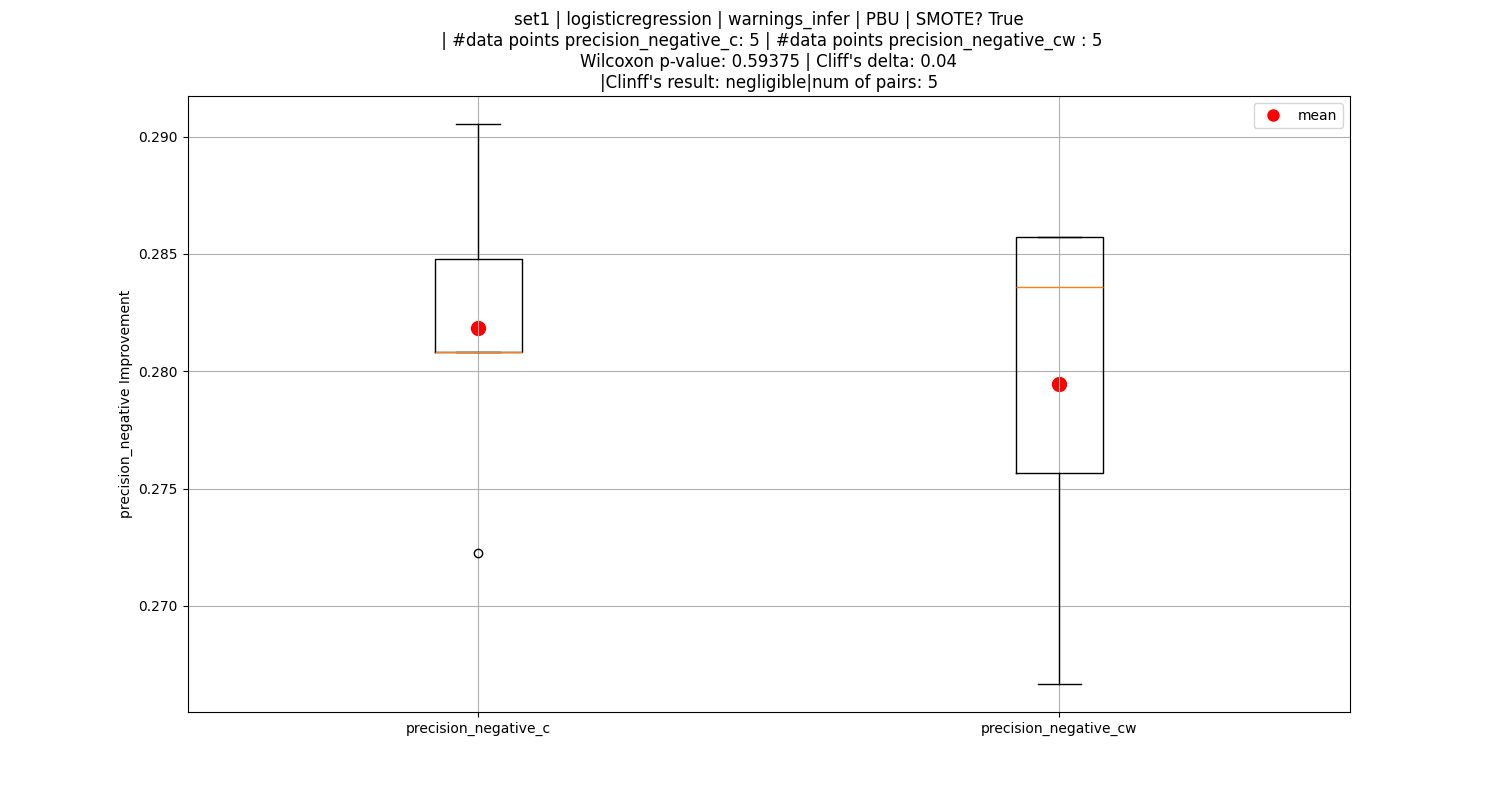 set1 | logisticregression | warnings_infer | PBU | SMOTE? True
| #data points precision_negative_c: 5 | #data points precision_negative_cw : 5
Wilcoxon p-value: 0.59375 | Cliff's delta: 0.04
|Clinff's result: negligible|num of pairs: 5
mean
0.290
0.285
0.280
0.275
0.270
precision_negative Improvement
precision_negative_c
precision_negative_cw